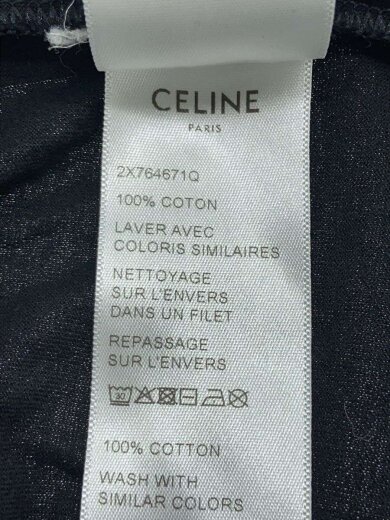 CELINE
PARIS
2X764671Q
100% COTON
LAVER AVEC
COLORIS SIMILAIRES
NETTOYAGE
SUR L'ENVERS
DANS UN FILET
REPASSAGE
SUR L'ENVERS
30
100% COTTON
WASH WITH
SIMILAR COLORS